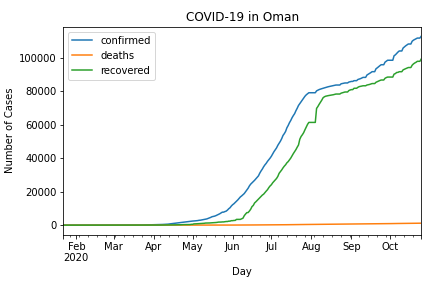 COVID-19 in Oman
confirmed
deaths
recovered
Number of Cases
100000
80000
60000
40000
20000
0
Feb Mar Apr May Jun Jul Aug Sep Oct
2020
Day